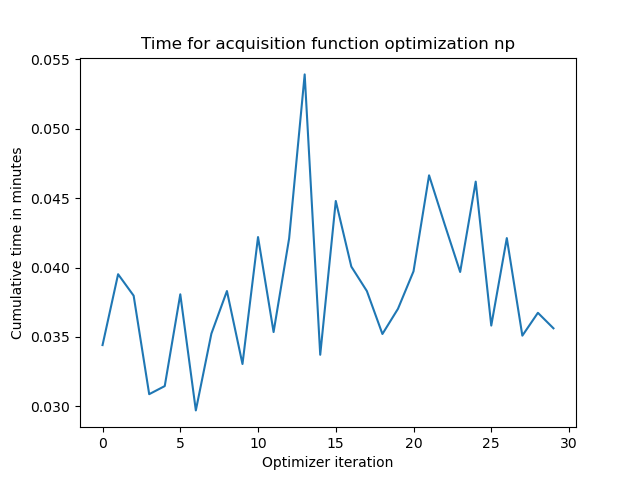 Time for acquisition function optimization np
0.055
0.050
0.045
0.040
0.035
0.030
Cumulative time in minutes
0 5 10 15 20 25 30
Optimizer iteration